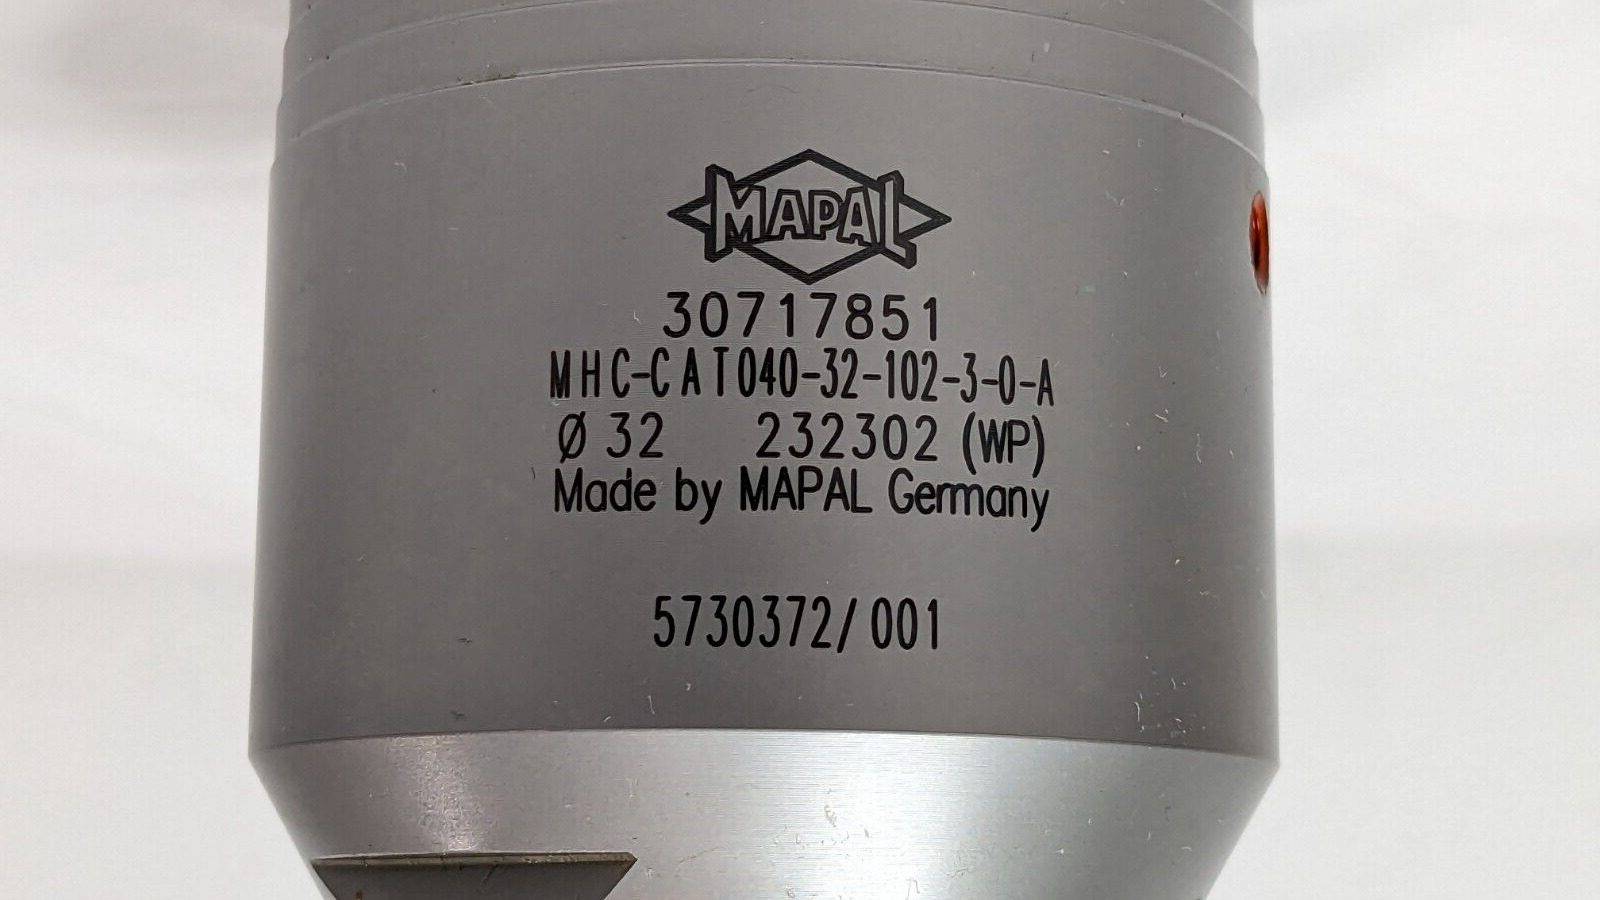 MAPAL
30717851
MHC-CAT040-32-102-3-0-A
Ø 32 232302 (WP)
Made by MAPAL Germany
5730372/001